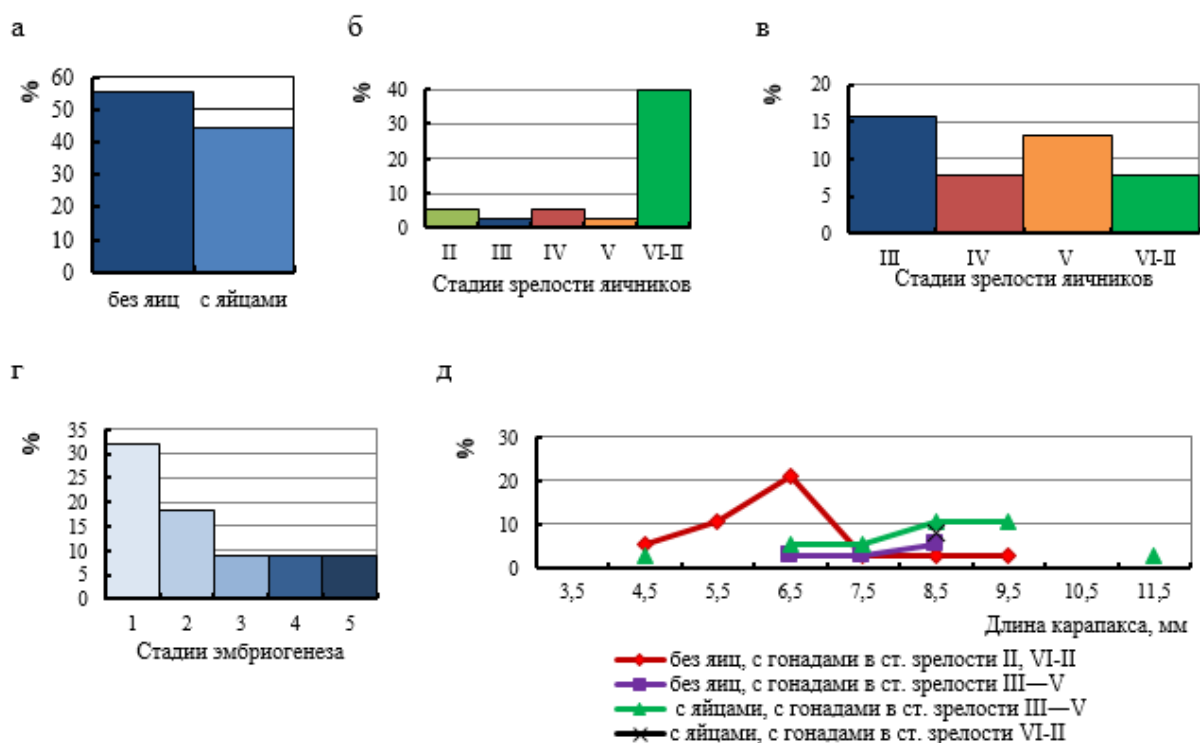 а
%
60
50
40
30
20
10
0
без яиц с яйцами
б
%
40
30
20
10
0
II III IV V VI-II
Стадии зрелости яичников
в
%
20
15
10
5
0
III IV V VI-II
Стадии зрелости яичников
г
%
35
30
25
20
15
10
5
0
1 2 3 4 5
Стадии эмбриогенеза
д
%
30
20
10
0
3,5 4,5 5,5 6,5 7,5 8,5 9,5 10,5 11,5
Длина карапакса, мм
без яиц, с гонадами в ст. зрелости II, VI-II
без яиц, с гонадами в ст. зрелости III—V
с яйцами, с гонадами в ст. зрелости III—V
с яйцами, с гонадами в ст. зрелости VI-II